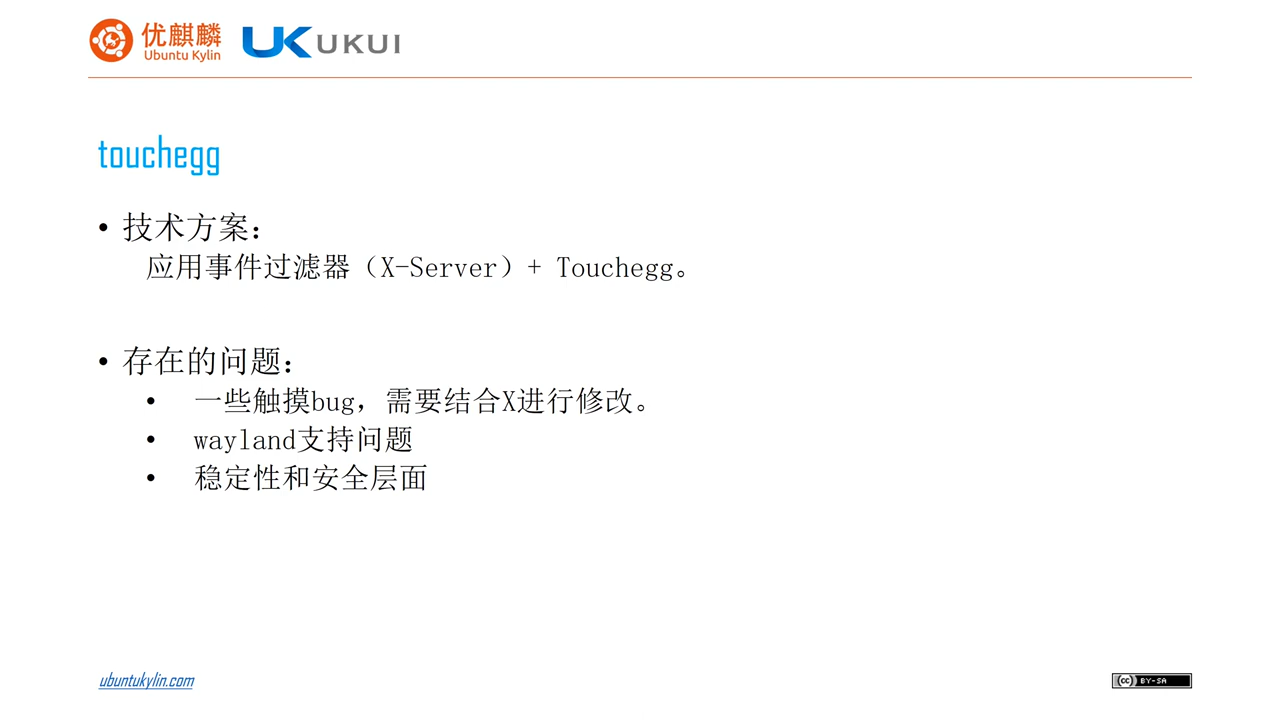 优麒麟
Ubuntu Kylin
UK UKUI
touchegg
• 技术方案：
应用事件过滤器（X-Server）+ Touchegg。
• 存在的问题：
• 一些触摸bug，需要结合X进行修改。
• wayland支持问题
• 稳定性和安全层面
ubuntukylin.com
cc BY-SA